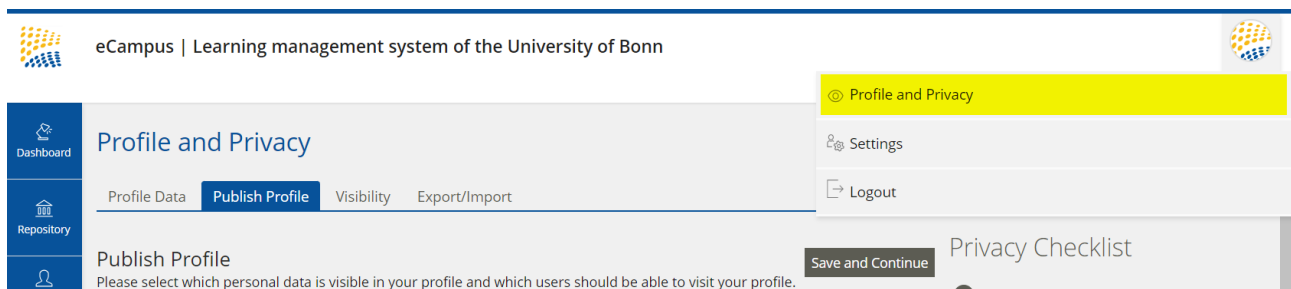 eCampus | Learning management system of the University of Bonn
Profile and Privacy
Settings
Logout
Dashboard
Repository
Profile and Privacy
Profile Data Publish Profile Visibility Export/Import
Publish Profile
Please select which personal data is visible in your profile and which users should be able to visit your profile.
Save and Continue
Privacy Checklist